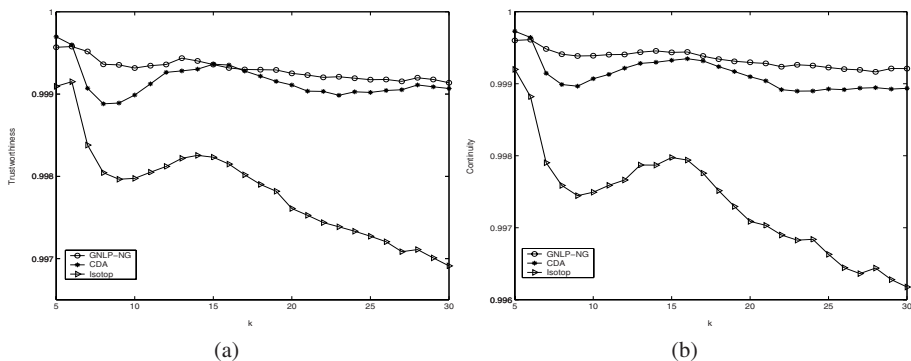 1
0.999
0.998
0.997
Trustworthiness
GNLP-NG
CDA
Isotop
5 10 15 20 25 30
k
(a)
1
0.999
0.998
0.997
0.996
Continuity
GNLP-NG
CDA
Isotop
5 10 15 20 25 30
k
(b)